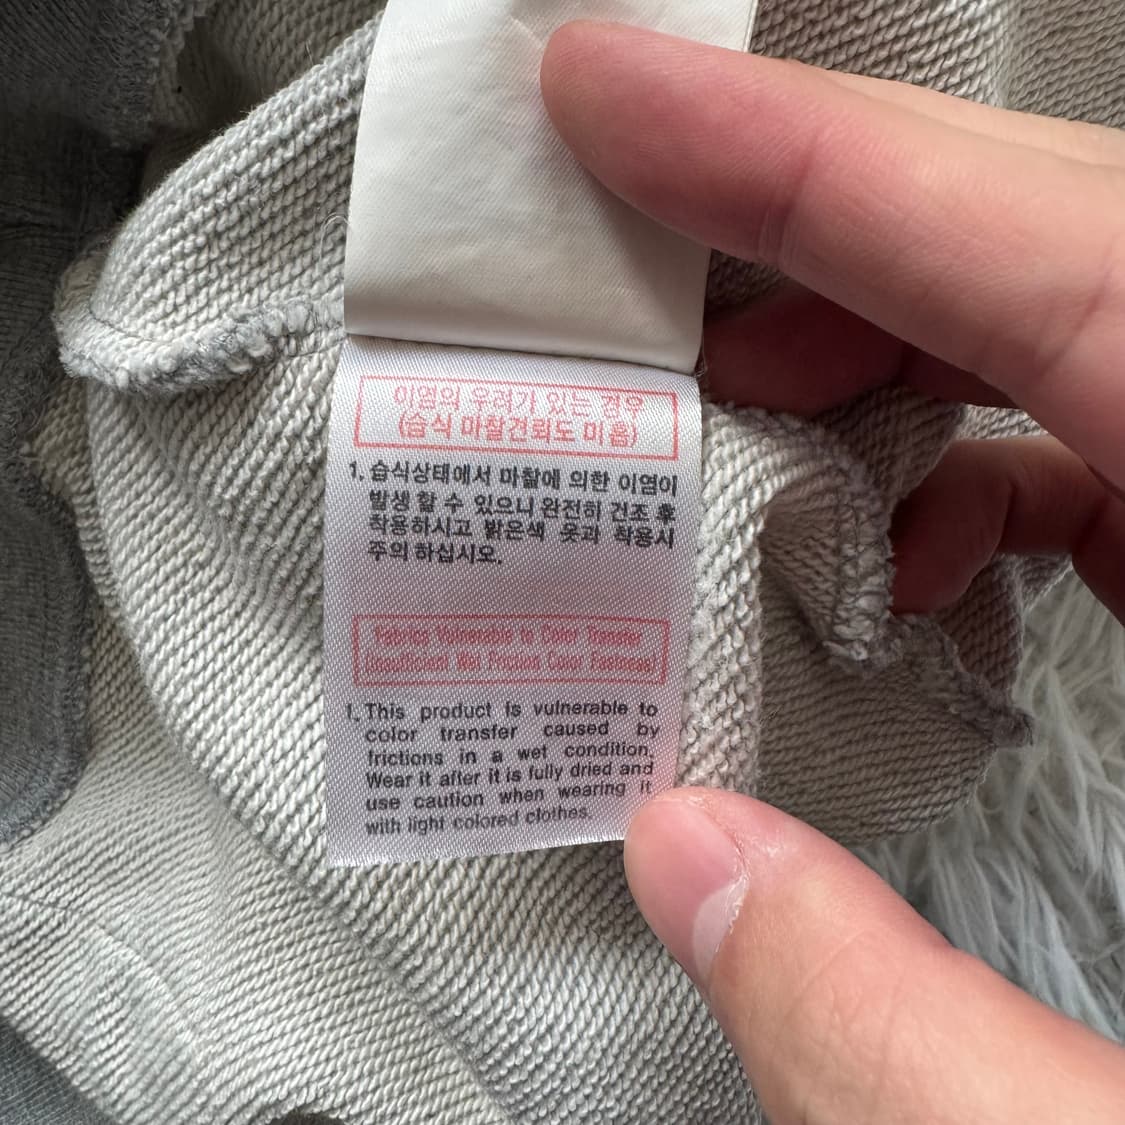 이염의 우려가 있는 경우
(습식 마찰견뢰도 미흡)
1. 습식상태에서 마찰에 의한 이염이
발생 할 수 있으니 완전히 건조 후
착용하시고 밝은색 옷과 착용시
주의 하십시오.
Fabrics Vulnerable to Color Transfer
(Insufficient Wet Friction Color Fastness)
1. This product is vulnerable to
color transfer caused by
frictions in a wet condition.
Wear it after it is fully dried and
use caution when wearing it
with light colored clothes.